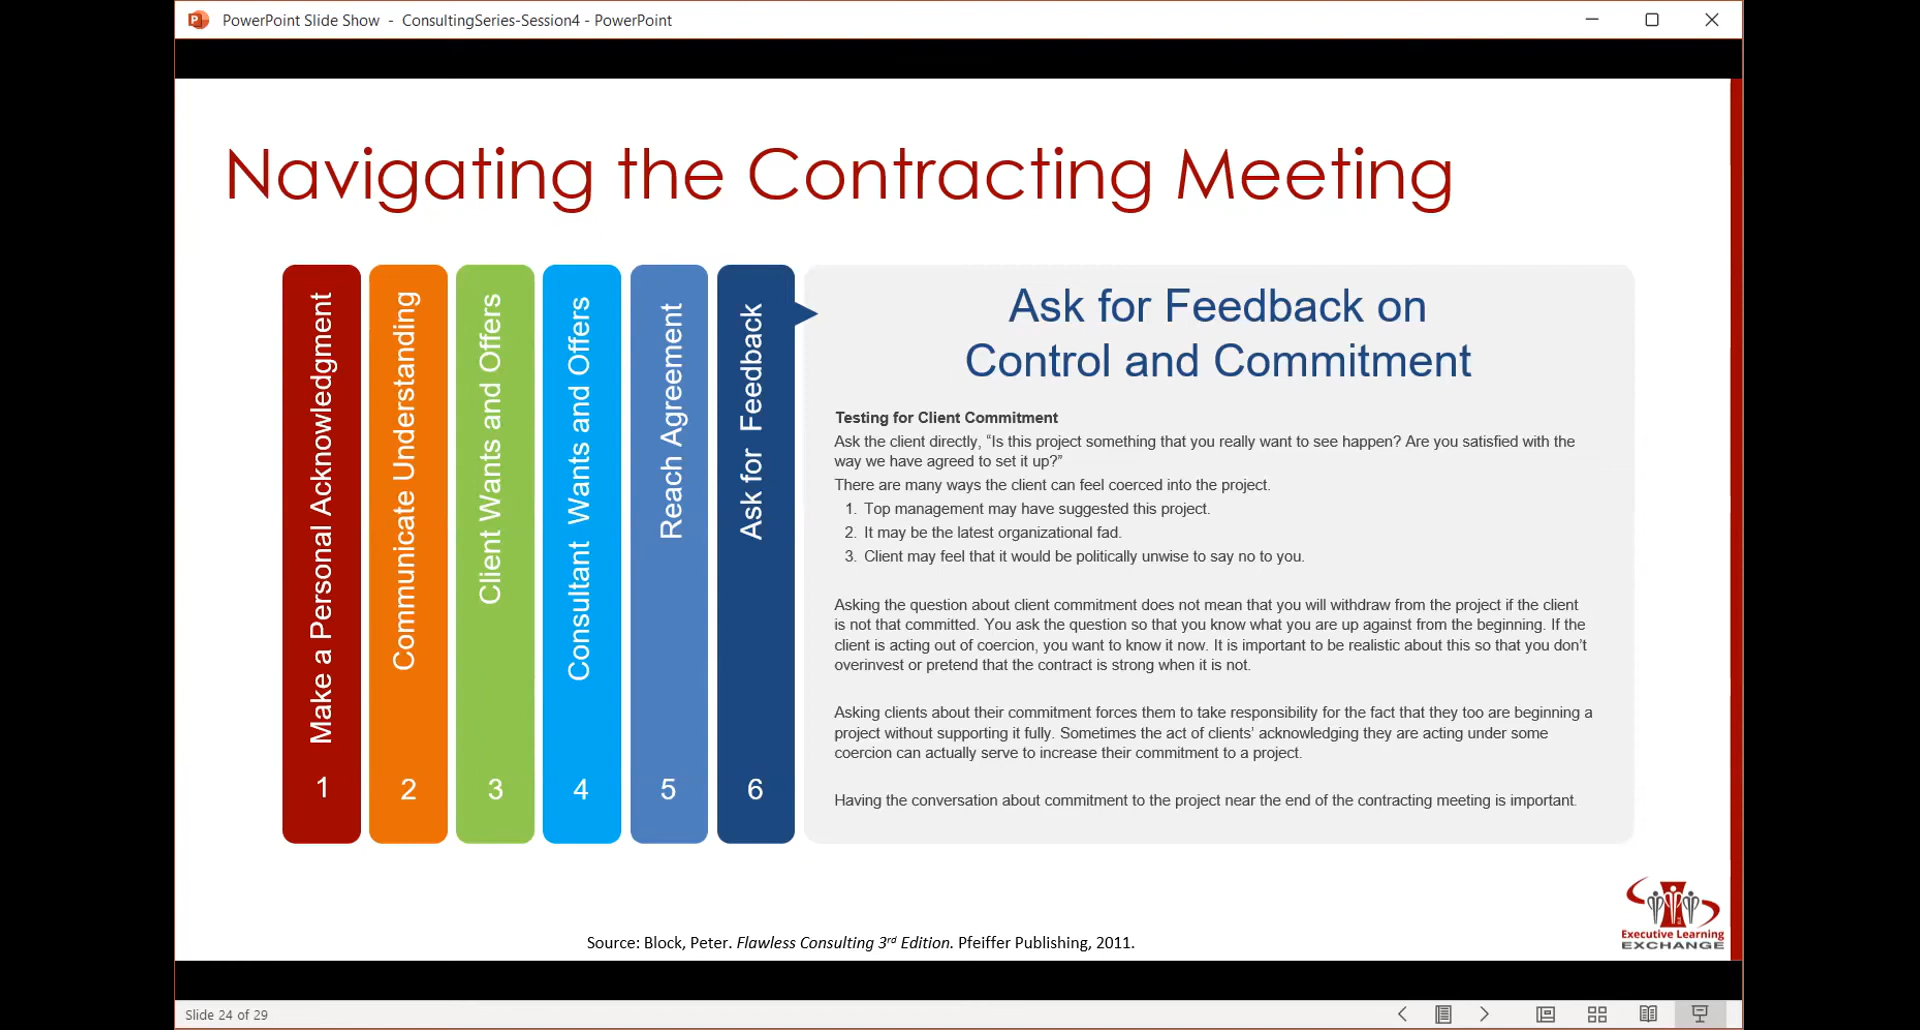 PowerPoint Slide Show - ConsultingSeries-Session4 - PowerPoint
Navigating the Contracting Meeting
Make a Personal Acknowledgment
1
Communicate Understanding
2
Client Wants and Offers
3
Consultant Wants and Offers
4
Reach Agreement
5
Ask for Feedback
6
Ask for Feedback on
Control and Commitment
Testing for Client Commitment
Ask the client directly, “Is this project something that you really want to see happen? Are you satisfied with the
way we have agreed to set it up?”
There are many ways the client can feel coerced into the project.
1. Top management may have suggested this project.
2. It may be the latest organizational fad.
3. Client may feel that it would be politically unwise to say no to you.
Asking the question about client commitment does not mean that you will withdraw from the project if the client
is not that committed. You ask the question so that you know what you are up against from the beginning. If the
client is acting out of coercion, you want to know it now. It is important to be realistic about this so that you don’t
overinvest or pretend that the contract is strong when it is not.
Asking clients about their commitment forces them to take responsibility for the fact that they too are beginning a
project without supporting it fully. Sometimes the act of clients’ acknowledging they are acting under some
coercion can actually serve to increase their commitment to a project.
Having the conversation about commitment to the project near the end of the contracting meeting is important.
Executive Learning
EXCHANGE
Source: Block, Peter. Flawless Consulting 3rd Edition. Pfeiffer Publishing, 2011.
Slide 24 of 29